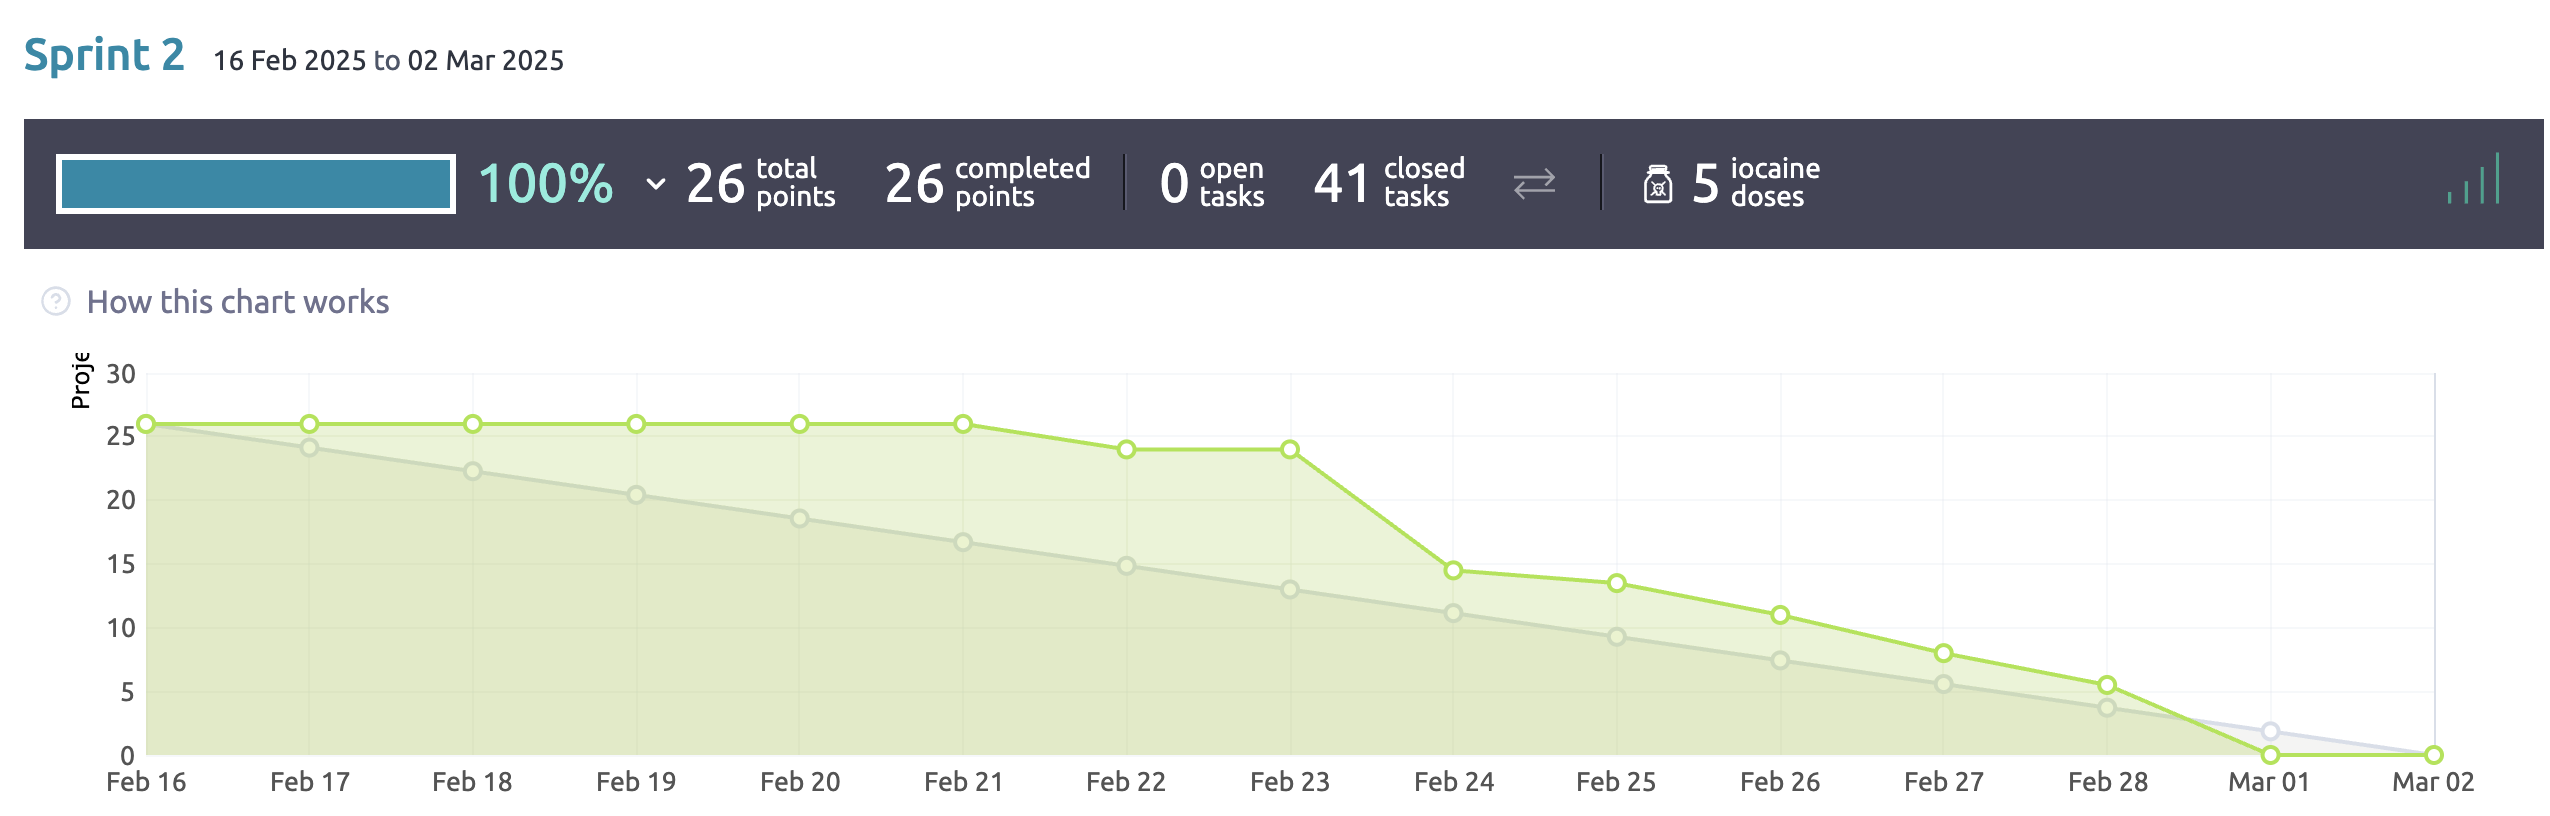 Sprint 2 16 Feb 2025 to 02 Mar 2025
100% 26 total points 26 completed points 0 open tasks 41 closed tasks 5 iocaine doses
How this chart works
Proje
30
25
20
15
10
5
0
Feb 16 Feb 17 Feb 18 Feb 19 Feb 20 Feb 21 Feb 22 Feb 23 Feb 24 Feb 25 Feb 26 Feb 27 Feb 28 Mar 01 Mar 02